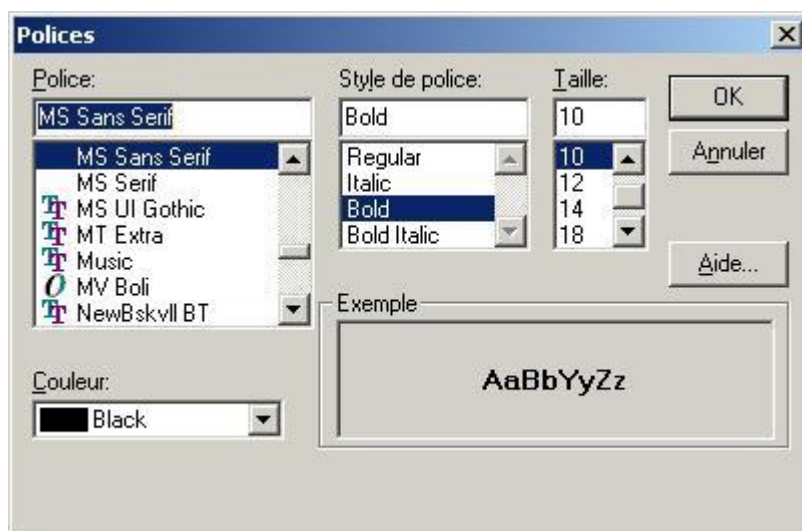 Polices
Police:
MS Sans Serif
MS Sans Serif
MS Serif
MS UI Gothic
MT Extra
Music
MV Boli
NewBskvll BT
Style de police:
Bold
Regular
Italic
Bold
Bold Italic
Taille:
10
10
12
14
18
OK
Annuler
Aide...
Couleur:
Black
Exemple
AaBbYyZz